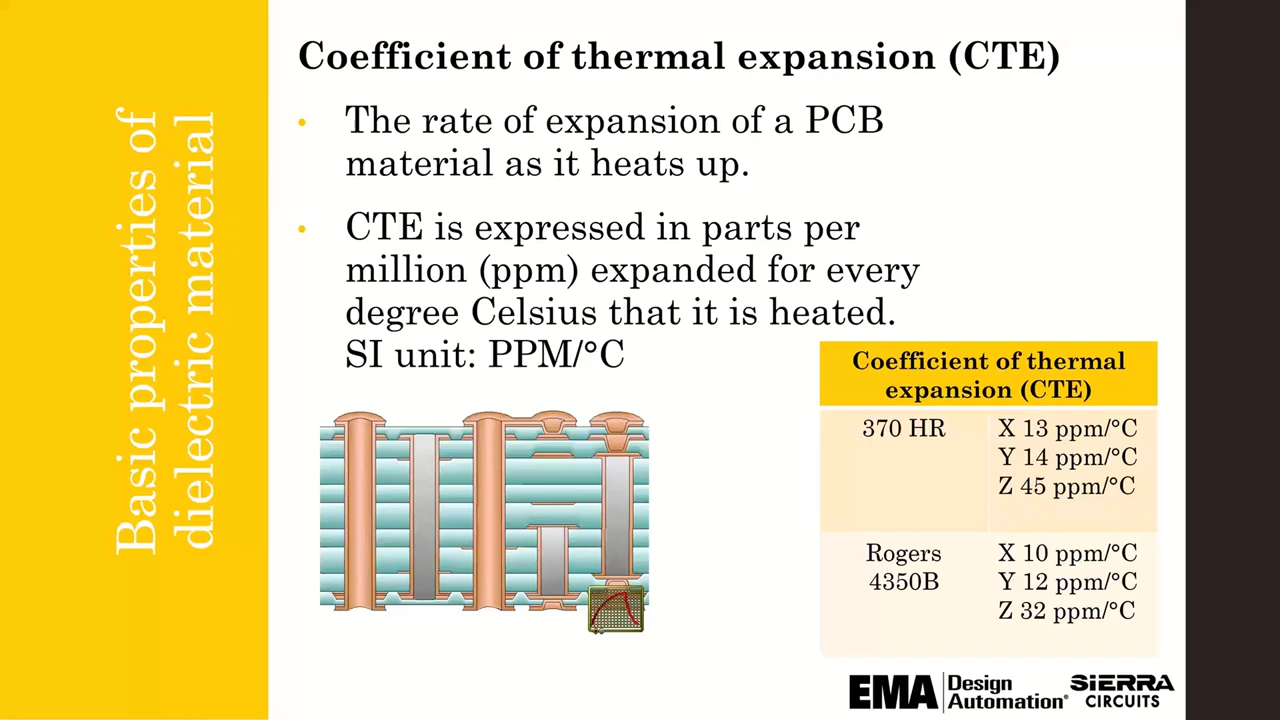 Basic properties of
dielectric material
Coefficient of thermal expansion (CTE)
• The rate of expansion of a PCB
material as it heats up.
• CTE is expressed in parts per
million (ppm) expanded for every
degree Celsius that it is heated.
SI unit: PPM/°C
Coefficient of thermal
expansion (CTE)
370 HR
X 13 ppm/°C
Y 14 ppm/°C
Z 45 ppm/°C
Rogers
4350B
X 10 ppm/°C
Y 12 ppm/°C
Z 32 ppm/°C
EMA Design
Automation®
SIERRA
CIRCUITS